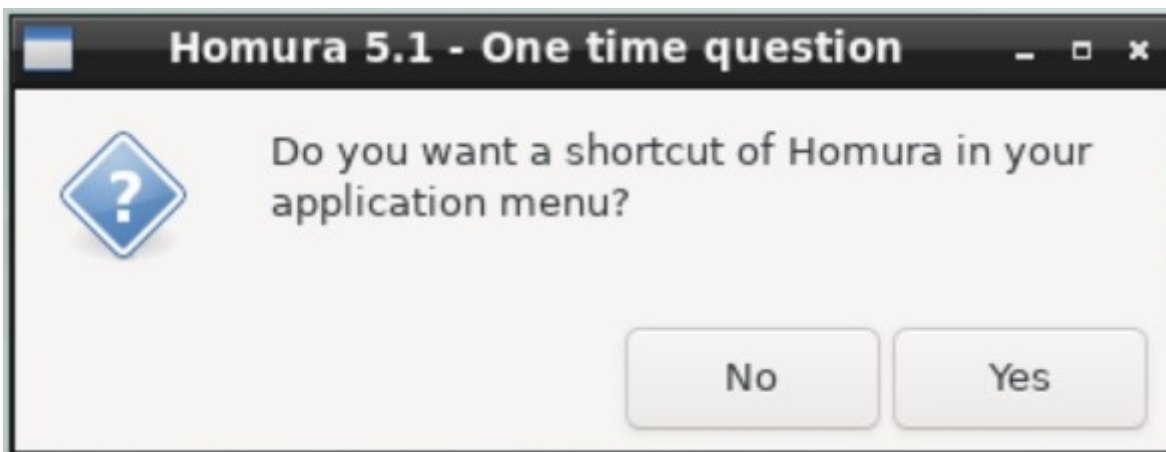 Homura 5.1 - One time question
Do you want a shortcut of Homura in your
application menu?
No Yes